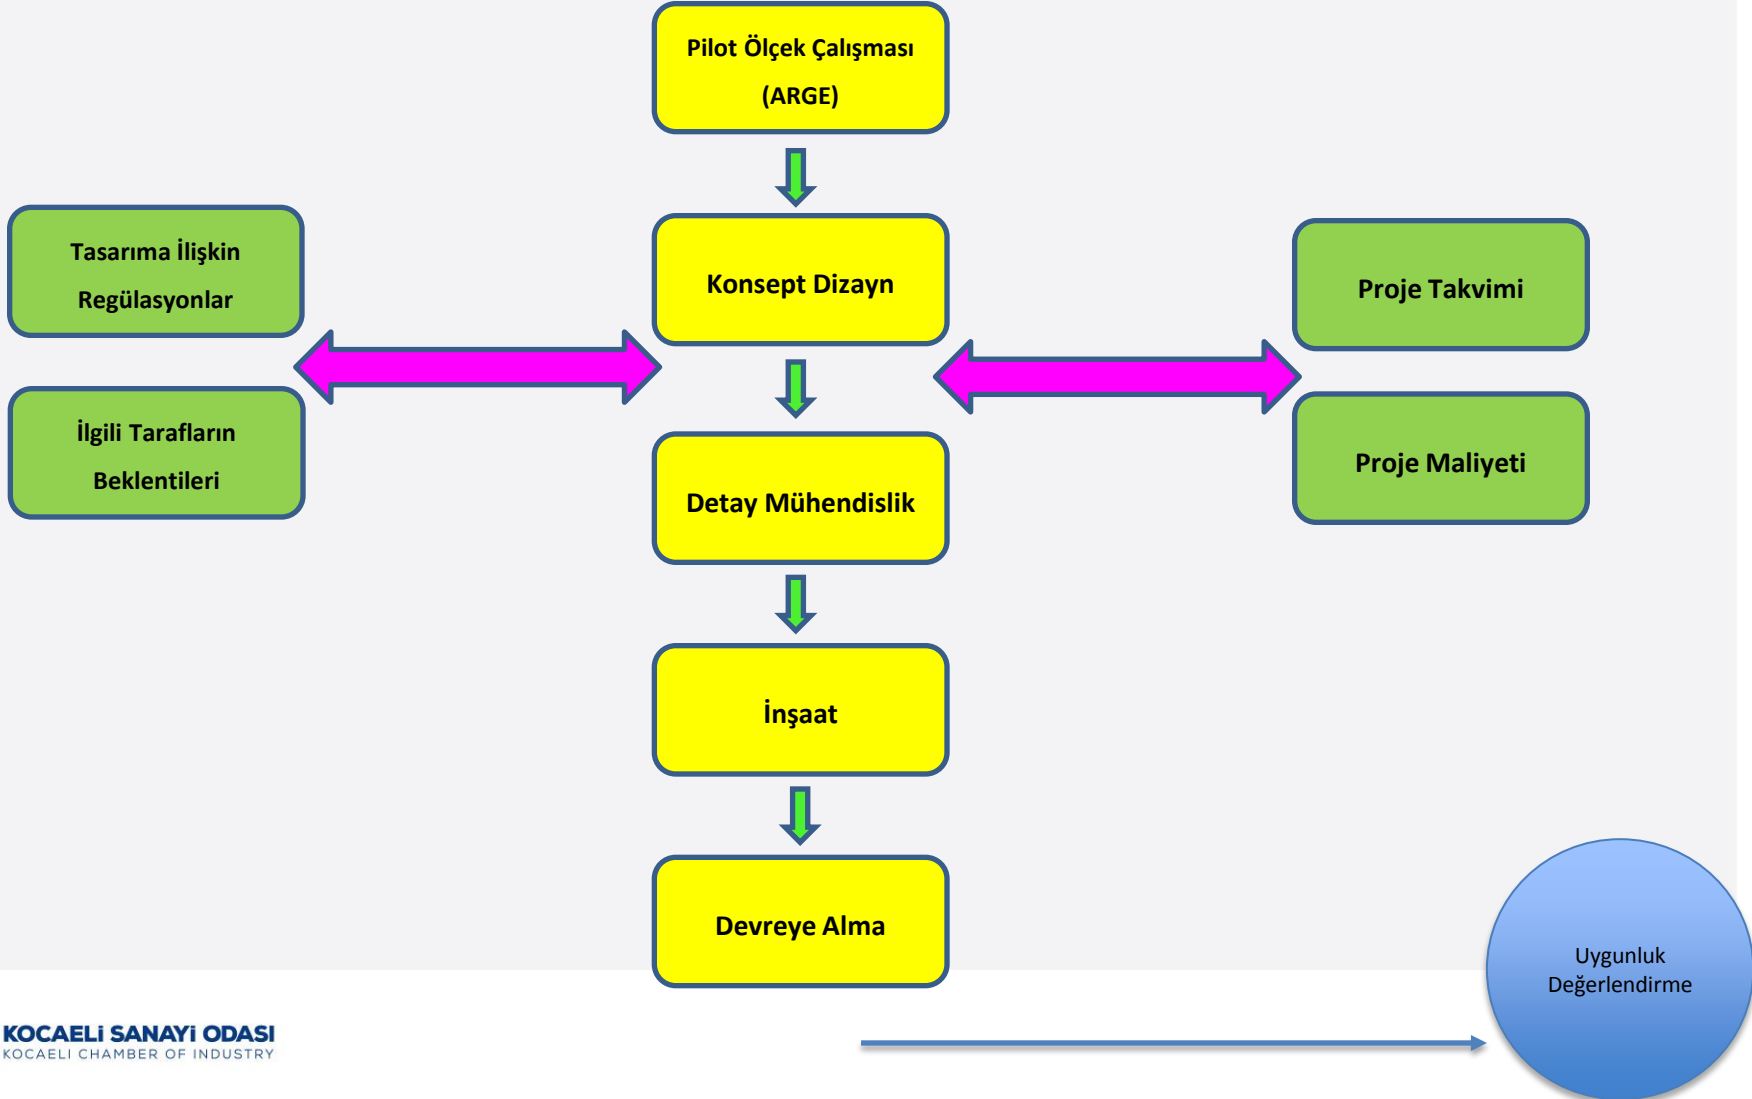 Pilot Ölçek Çalışması
(ARGE)
Tasarıma İlişkin
Regülasyonlar
Konsept Dizayn
Proje Takvimi
İlgili Tarafların
Beklentileri
Detay Mühendislik
Proje Maliyeti
İnşaat
Devreye Alma
Uygunluk
Değerlendirme
KOCAELİ SANAYİ ODASI
KOCAELI CHAMBER OF INDUSTRY